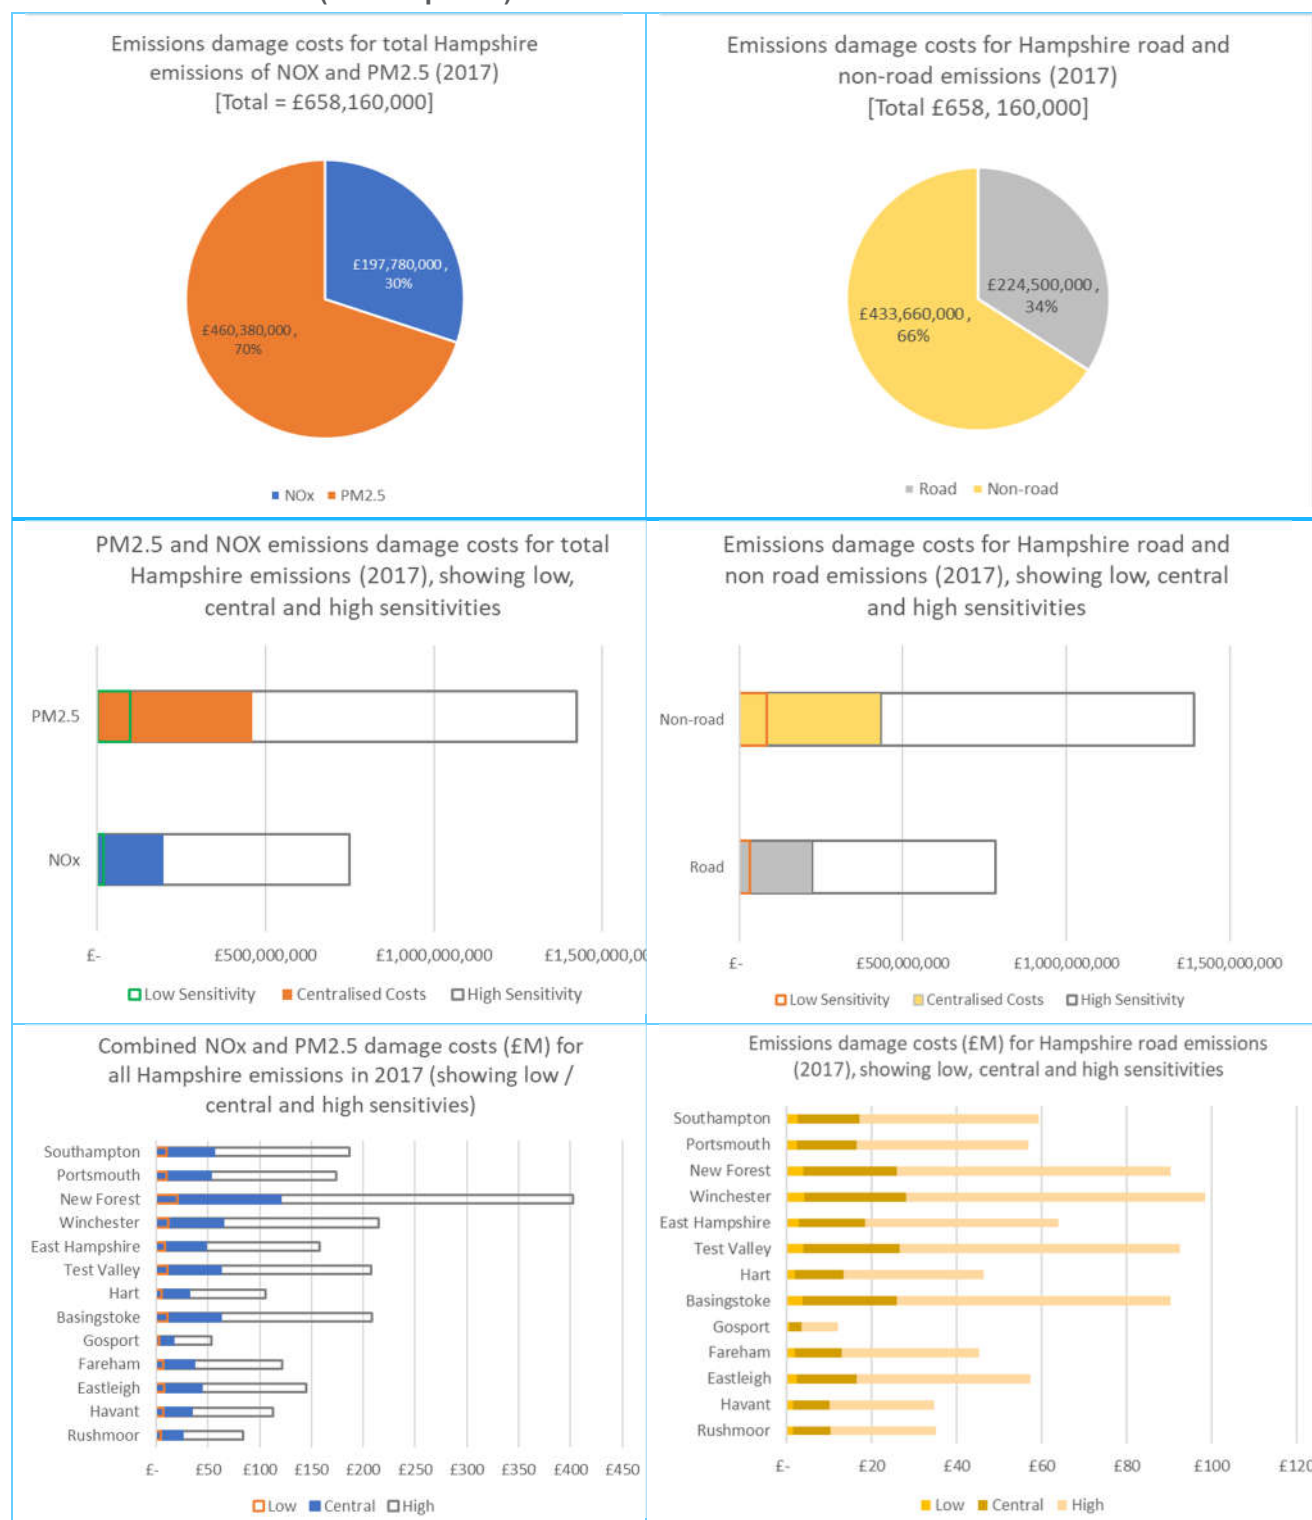 Emissions damage costs for total Hampshire
emissions of NOX and PM2.5 (2017)
[Total = £658,160,000]
£197,780,000 ,
30%
£460,380,000 ,
70%
NOx PM2.5
Emissions damage costs for Hampshire road and
non-road emissions (2017)
[Total £658, 160,000]
£224,500,000 ,
34%
£433,660,000 ,
66%
Road Non-road
PM2.5 and NOX emissions damage costs for total
Hampshire emissions (2017), showing low,
central and high sensitivities
PM2.5
NOx
£- £500,000,000 £1,000,000,000 £1,500,000,0
Low Sensitivity Centralised Costs High Sensitivity
Emissions damage costs for Hampshire road and
non road emissions (2017), showing low, central
and high sensitivities
Non-road
Road
£- £500,000,000 £1,000,000,000 £1,500,000,000
Low Sensitivity Centralised Costs High Sensitivity
Combined NOx and PM2.5 damage costs (£M) for
all Hampshire emissions in 2017 (showing low /
central and high sensitivies)
Southampton
Portsmouth
New Forest
Winchester
East Hampshire
Test Valley
Hart
Basingstoke
Gosport
Fareham
Eastleigh
Havant
Rushmoor
£- £50 £100 £150 £200 £250 £300 £350 £400 £450
Low Central High
Emissions damage costs (£M) for Hampshire road emissions
(2017), showing low, central and high sensitivities
Southampton
Portsmouth
New Forest
Winchester
East Hampshire
Test Valley
Hart
Basingstoke
Gosport
Fareham
Eastleigh
Havant
Rushmoor
£- £20 £40 £60 £80 £100 £120
Low Central High